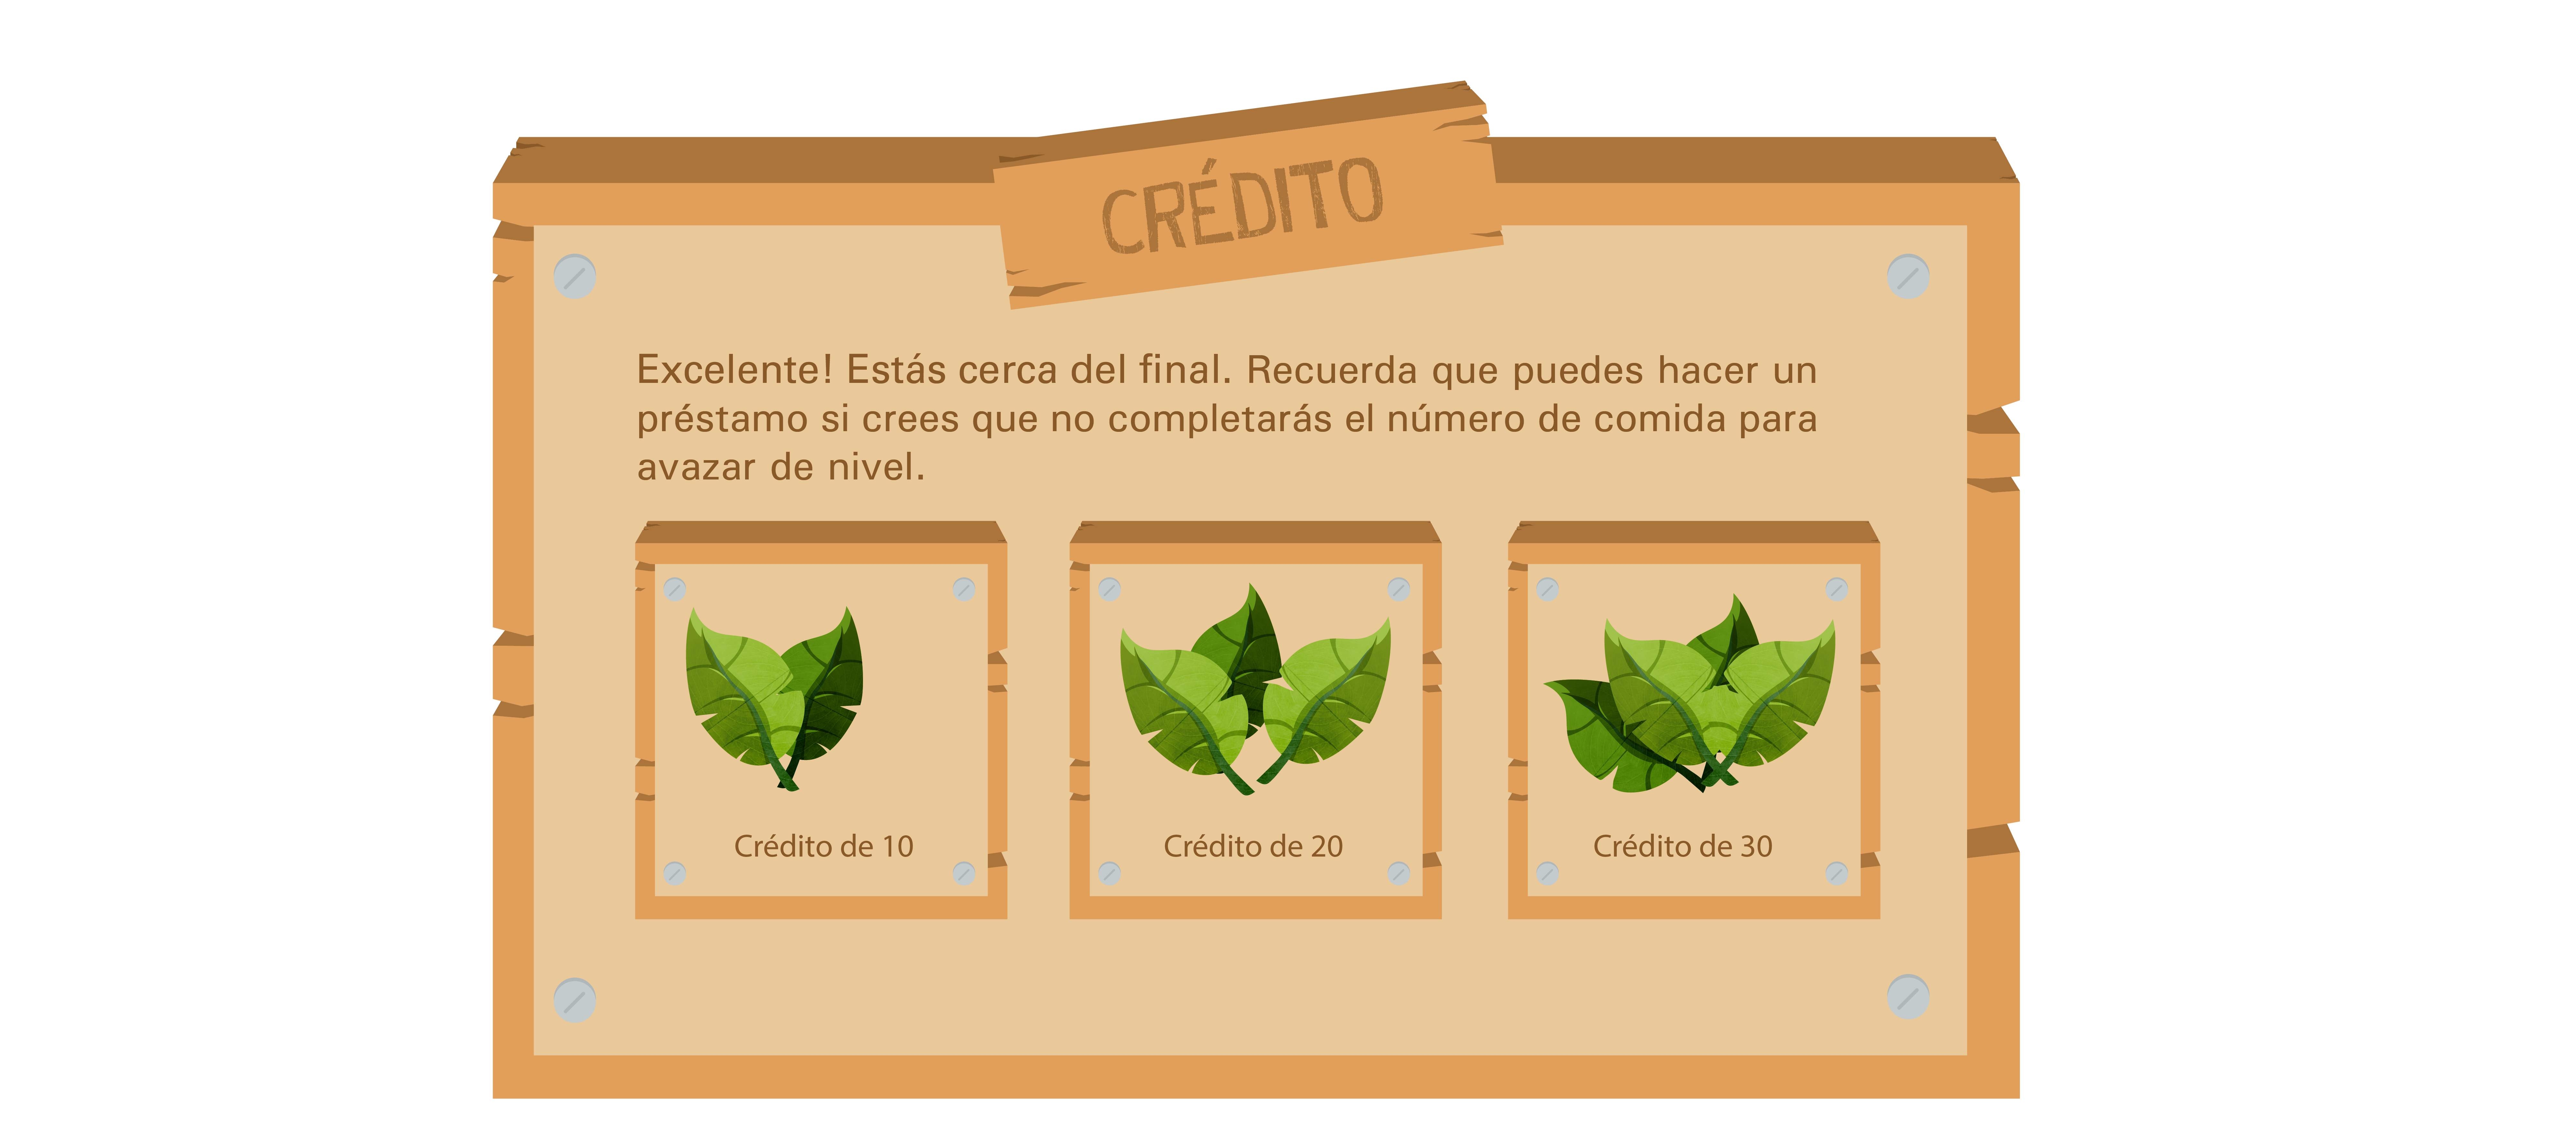 CRÉDITO
Excelente! Estás cerca del final. Recuerda que puedes hacer un
préstamo si crees que no completarás el número de comida para
avazar de nivel.
Crédito de 10
Crédito de 20
Crédito de 30